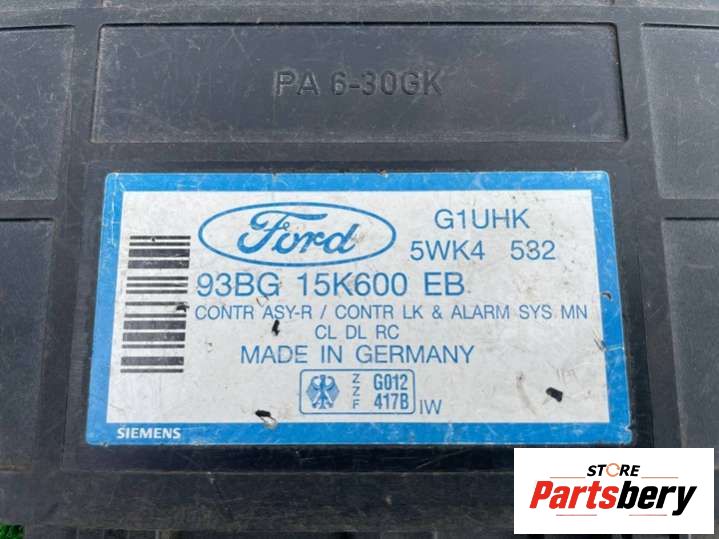 PA 6-30GK
Ford
G1UHK
5WK4 532
93BG 15K600 EB
CONTR ASY-R / CONTR LK & ALARM SYS MN
CL DL RC
MADE IN GERMANY
Z Z F
G012
417B
IW
SIEMENS
STORE
Partsbery